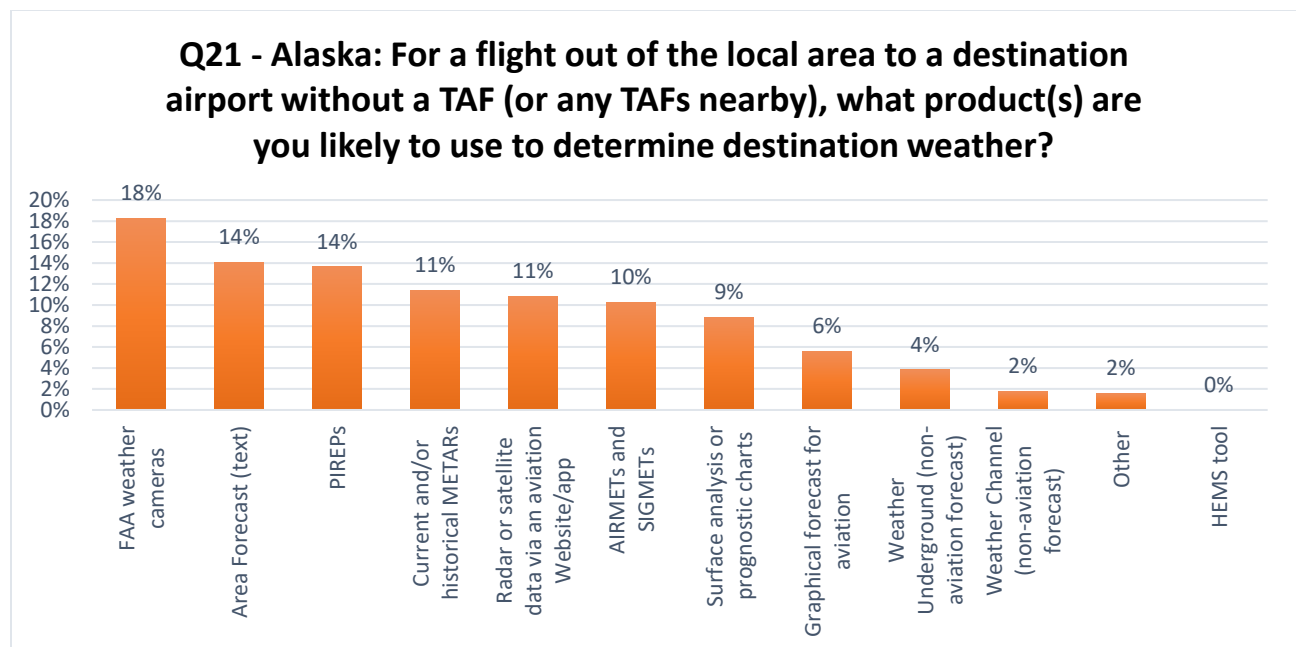 Q21 - Alaska: For a flight out of the local area to a destination
airport without a TAF (or any TAFs nearby), what product(s) are
you likely to use to determine destination weather?
20%
18%
16%
14%
12%
10%
8%
6%
4%
2%
0%
18%
14%
14%
11%
11%
10%
9%
6%
4%
2%
2%
0%
FAA weather
cameras
Area Forecast (text)
PIREPs
Current and/or
historical METARs
Radar or satellite
data via an aviation
Website/app
AIRMETs and
SIGMETs
Surface analysis or
prognostic charts
Graphical forecast for
aviation
Weather
Underground (non-
aviation forecast)
Weather Channel
(non-aviation
forecast)
Other
HEMS tool